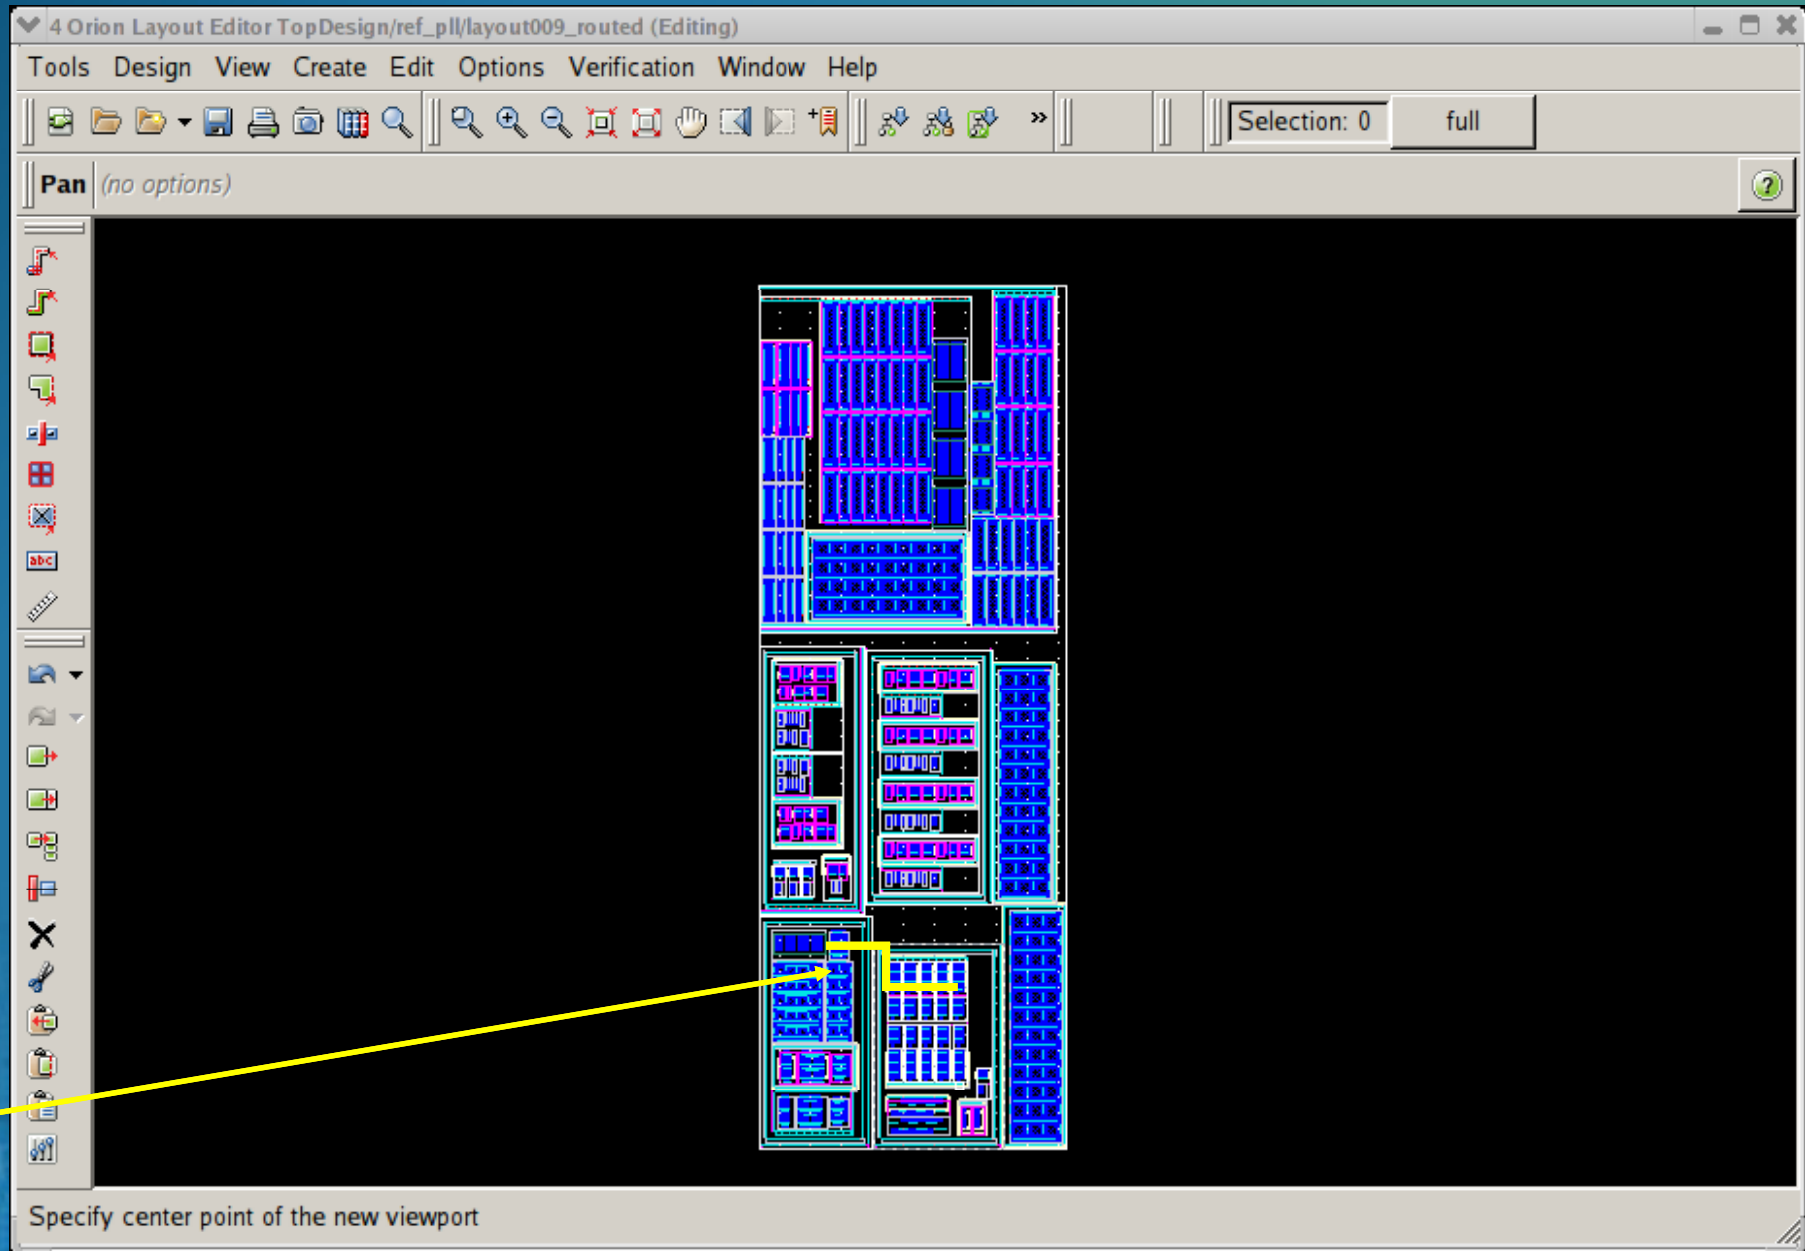 4 Orion Layout Editor TopDesign/ref_pll/layout009_routed (Editing)
Tools Design View Create Edit Options Verification Window Help
Selection: 0 full
Pan (no options)
abc
Specify center point of the new viewport